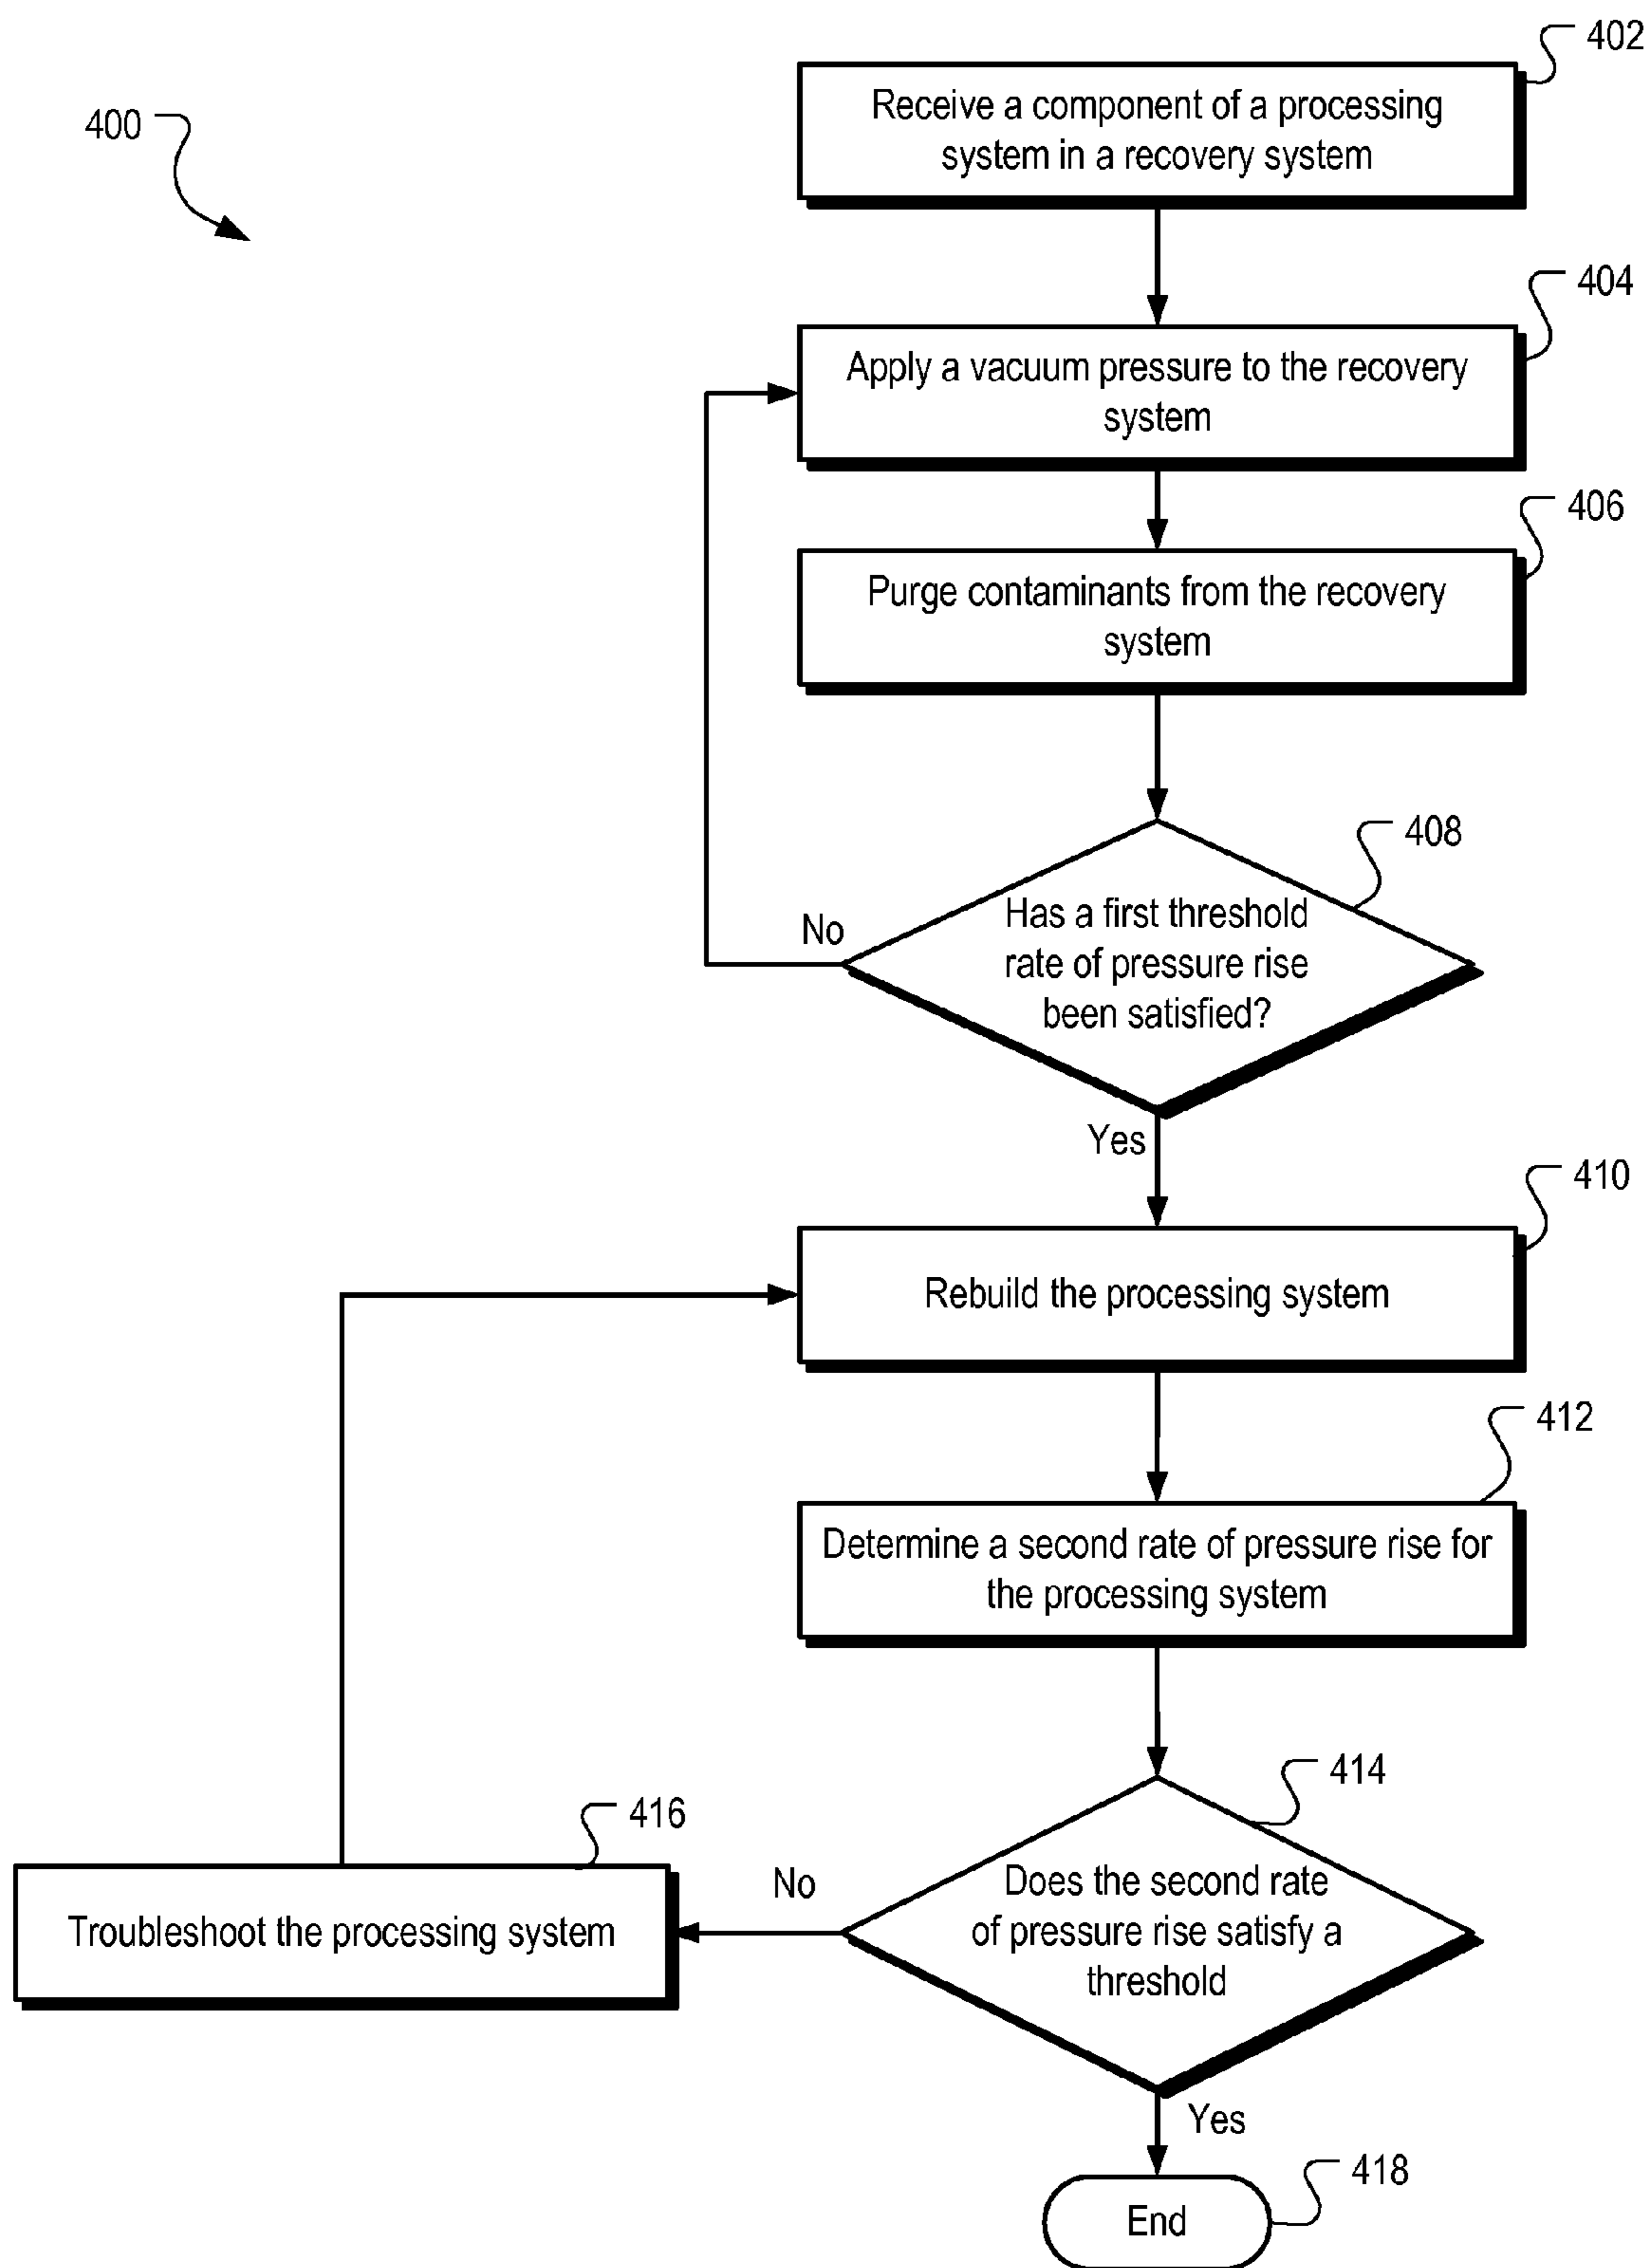 402
400
Receive a component of a processing
system in a recovery system
404
Apply a vacuum pressure to the recovery
system
406
Purge contaminants from the recovery
system
408
Has a first threshold
rate of pressure rise
been satisfied?
No
Yes
410
Rebuild the processing system
412
Determine a second rate of pressure rise for
the processing system
414
416
Does the second rate
of pressure rise satisfy a
threshold
No
Troubleshoot the processing system
Yes
418
End